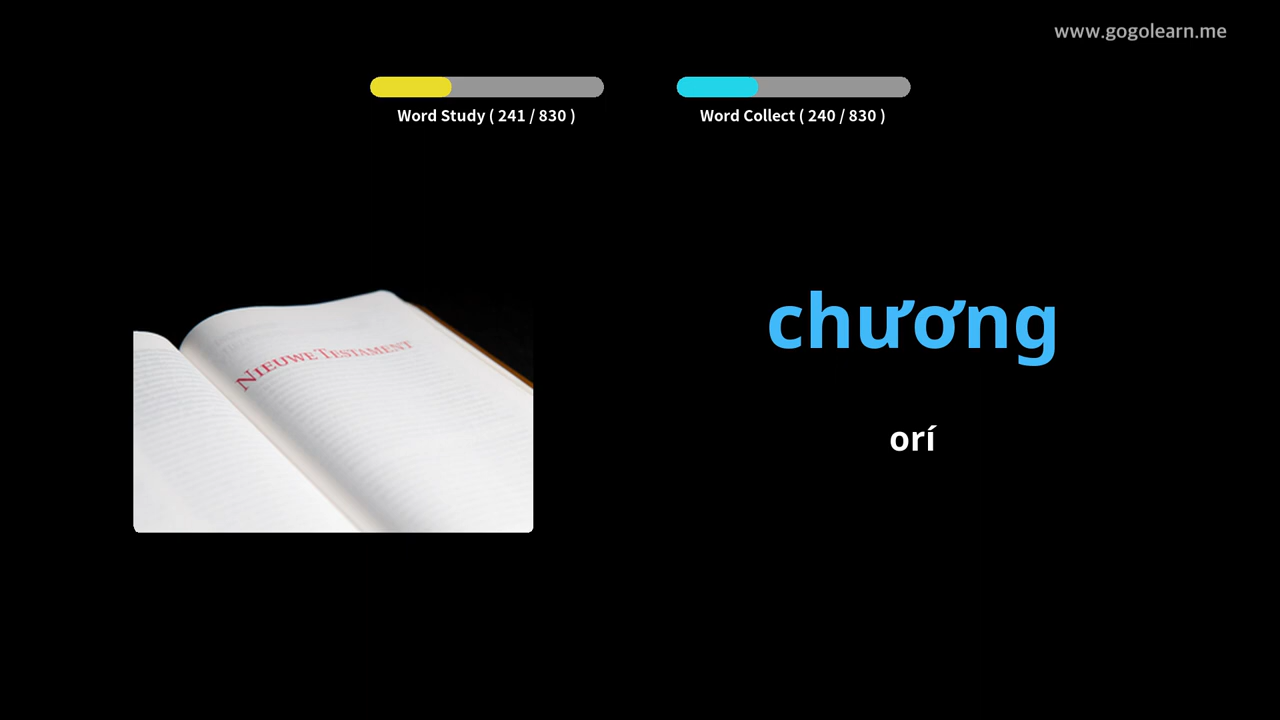 www.gogolearn.me
Word Study ( 241 / 830 )
Word Collect ( 240 / 830 )
NIEUWE TESTAMENT
chương
orí